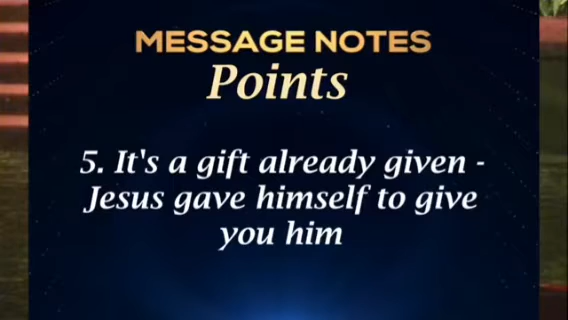 MESSAGE NOTES
Points
5. It's a gift already given -
Jesus gave himself to give
you him